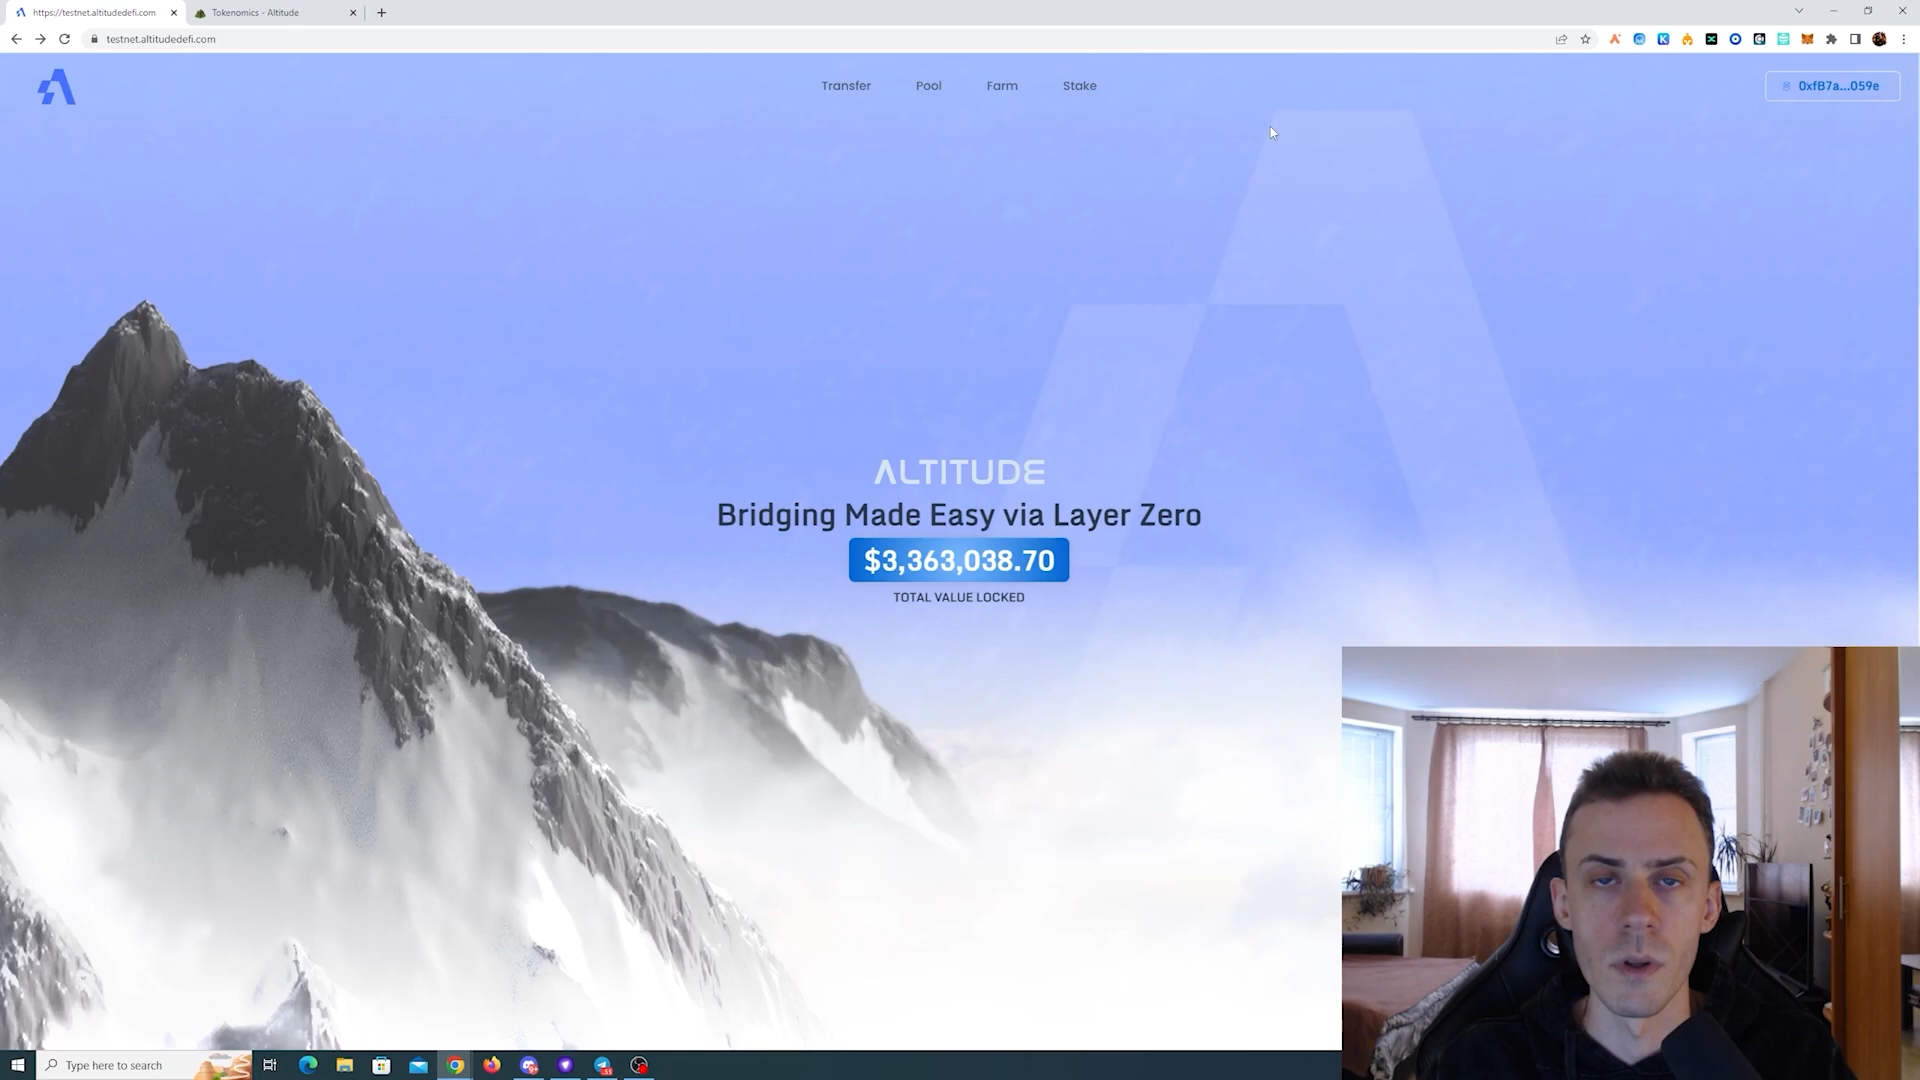 https://testnet.altitudedefi.com
Tokenomics - Altitude
testnet.altitudedefi.com
Transfer
Pool
Farm
Stake
0xfB7a...059e
ALTITUDE
Bridging Made Easy via Layer Zero
$3,363,038.70
TOTAL VALUE LOCKED
Type here to search